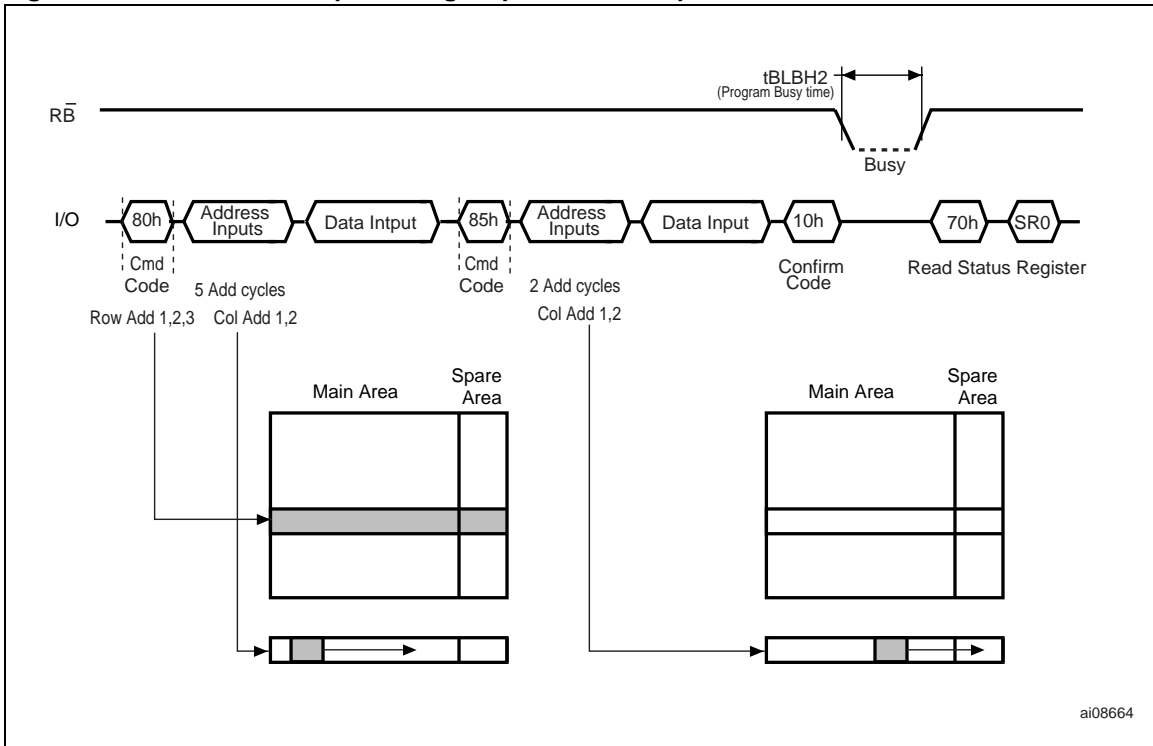 tBLBH2
(Program Busy time)
RB̅
Busy
I/O
80h
Address
Inputs
Data Intput
85h
Address
Inputs
Data Input
10h
70h
SR0
Cmd
Code
Cmd
Code
Confirm
Code
Read Status Register
5 Add cycles
2 Add cycles
Row Add 1,2,3
Col Add 1,2
Col Add 1,2
Main Area
Spare
Area
Main Area
Spare
Area
ai08664